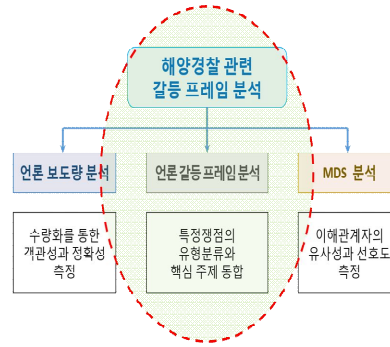 해양경찰 관련
갈등 프레임 분석
언론 보도량 분석
언론 갈등 프레임 분석
MDS 분석
수량화를 통한
개관성과 정확성
측정
특정쟁점의
유형분류와
핵심 주제 통합
이해관계자의
유사성과 선호도
측정